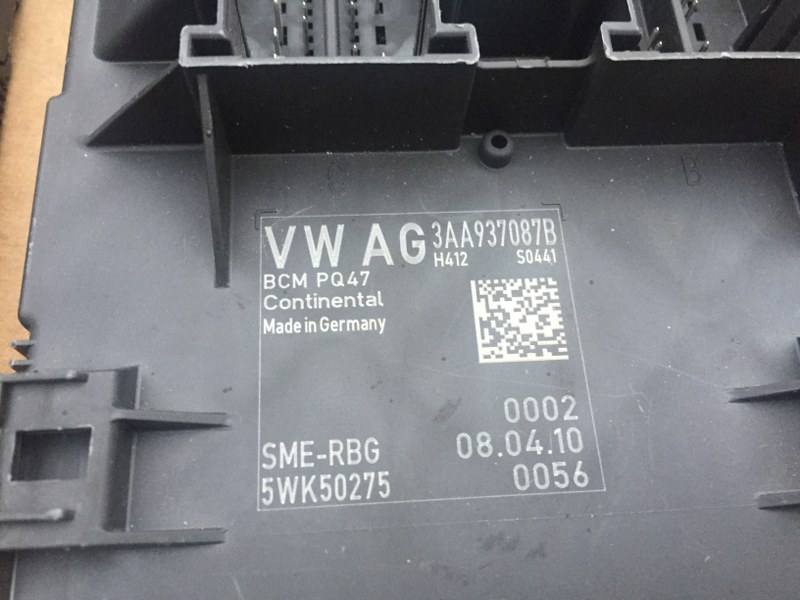 C B
VW AG 3AA937087B
H412 S0441
BCM PQ47
Continental
Made in Germany
0002
SME-RBG 08.04.10
5WK50275 0056